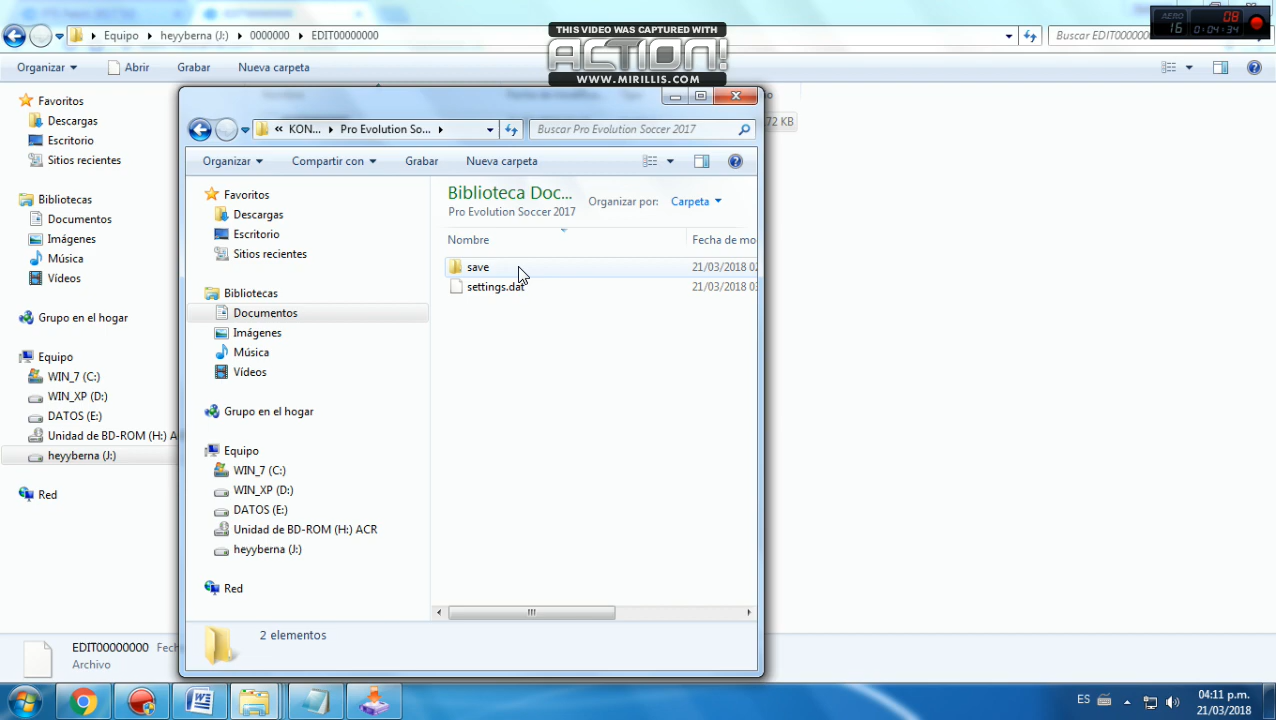 THIS VIDEO WAS CAPTURED WITH
ACTION!
WWW.MIRILLIS.COM
AERO 16
08
0:04:34
Equipo
heyyberna (J:)
00000001
EDIT00000000
Buscar EDIT0000
Organizar
Abrir
Grabar
Nueva carpeta
Favoritos
Descargas
Escritorio
Sitios recientes
Bibliotecas
Documentos
Imágenes
Música
Vídeos
Grupo en el hogar
Equipo
WIN_7 (C:)
WIN_XP (D:)
DATOS (E:)
Unidad de BD-ROM (H:) A
heyyberna (J:)
Red
72 KB
« KON...
Pro Evolution So...
Buscar Pro Evolution Soccer 2017
Organizar
Compartir con
Grabar
Nueva carpeta
Favoritos
Descargas
Escritorio
Sitios recientes
Bibliotecas
Documentos
Imágenes
Música
Vídeos
Grupo en el hogar
Equipo
WIN_7 (C:)
WIN_XP (D:)
DATOS (E:)
Unidad de BD-ROM (H:) ACR
heyyberna (J:)
Red
Biblioteca Doc...
Pro Evolution Soccer 2017
Organizar por: Carpeta
Nombre
Fecha de mo
save
21/03/2018 0
settings.dat
21/03/2018 0
2 elementos
EDIT00000000
Fech
Archivo
ES
04:11 p.m.
21/03/2018